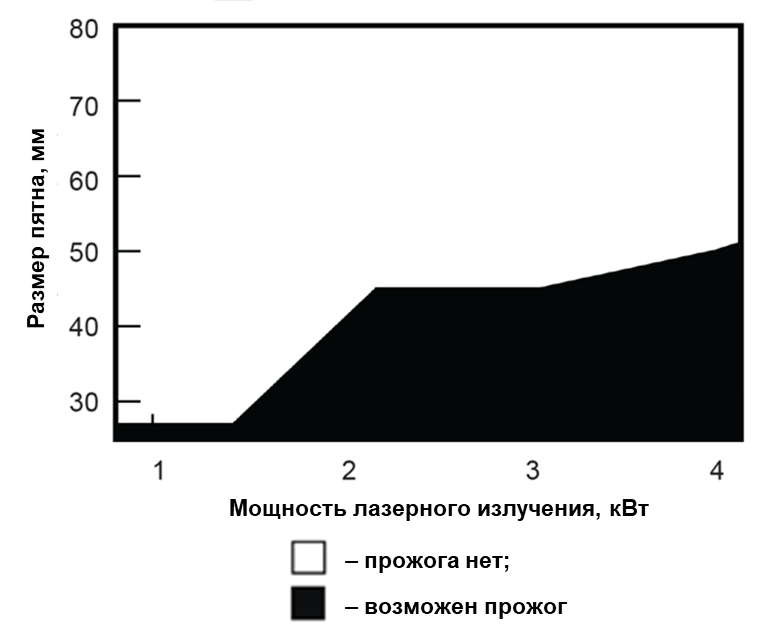 80
70
60
50
40
30
Размер пятна, мм
1 2 3 4
Мощность лазерного излучения, кВт
– прожога нет;
– возможен прожог